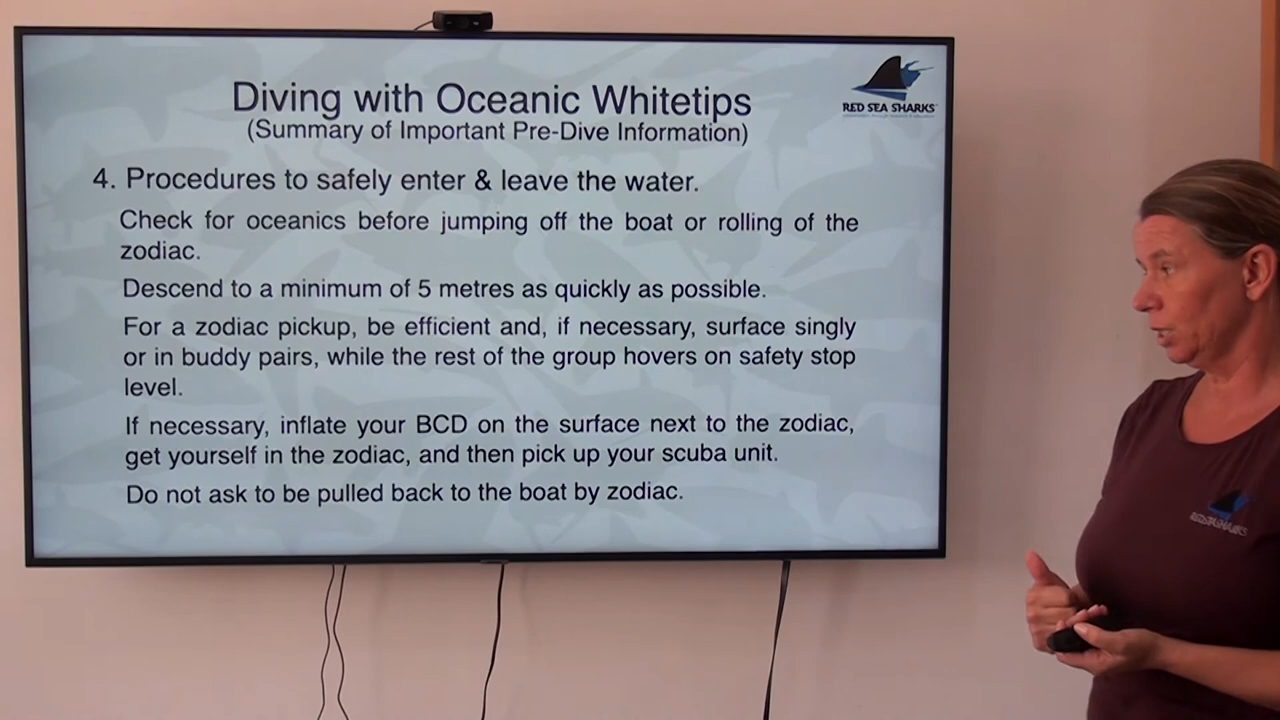 Diving with Oceanic Whitetips
(Summary of Important Pre-Dive Information)
RED SEA SHARKS
4. Procedures to safely enter & leave the water.
Check for oceanics before jumping off the boat or rolling of the
zodiac.
Descend to a minimum of 5 metres as quickly as possible.
For a zodiac pickup, be efficient and, if necessary, surface singly
or in buddy pairs, while the rest of the group hovers on safety stop
level.
If necessary, inflate your BCD on the surface next to the zodiac,
get yourself in the zodiac, and then pick up your scuba unit.
Do not ask to be pulled back to the boat by zodiac.
RED SEA SHARKS